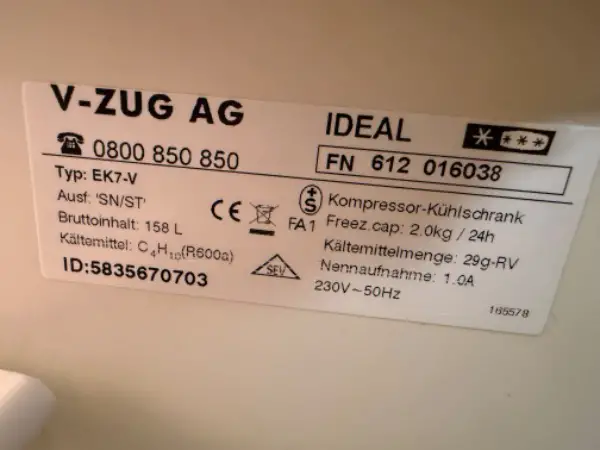 V-ZUG AG
☎ 0800 850 850
Typ: EK7-V
Ausf: 'SN/ST'
Bruttoinhalt: 158 L
Kältemittel: C₄H₁₀(R600a)
ID:5835670703
CE
FA1
+S
SEV
IDEAL
FN 612 016038
Kompressor-Kühlschrank
Freez.cap: 2.0kg / 24h
Kältemittelmenge: 29g-RV
Nennaufnahme: 1.0A
230V~50Hz
165578